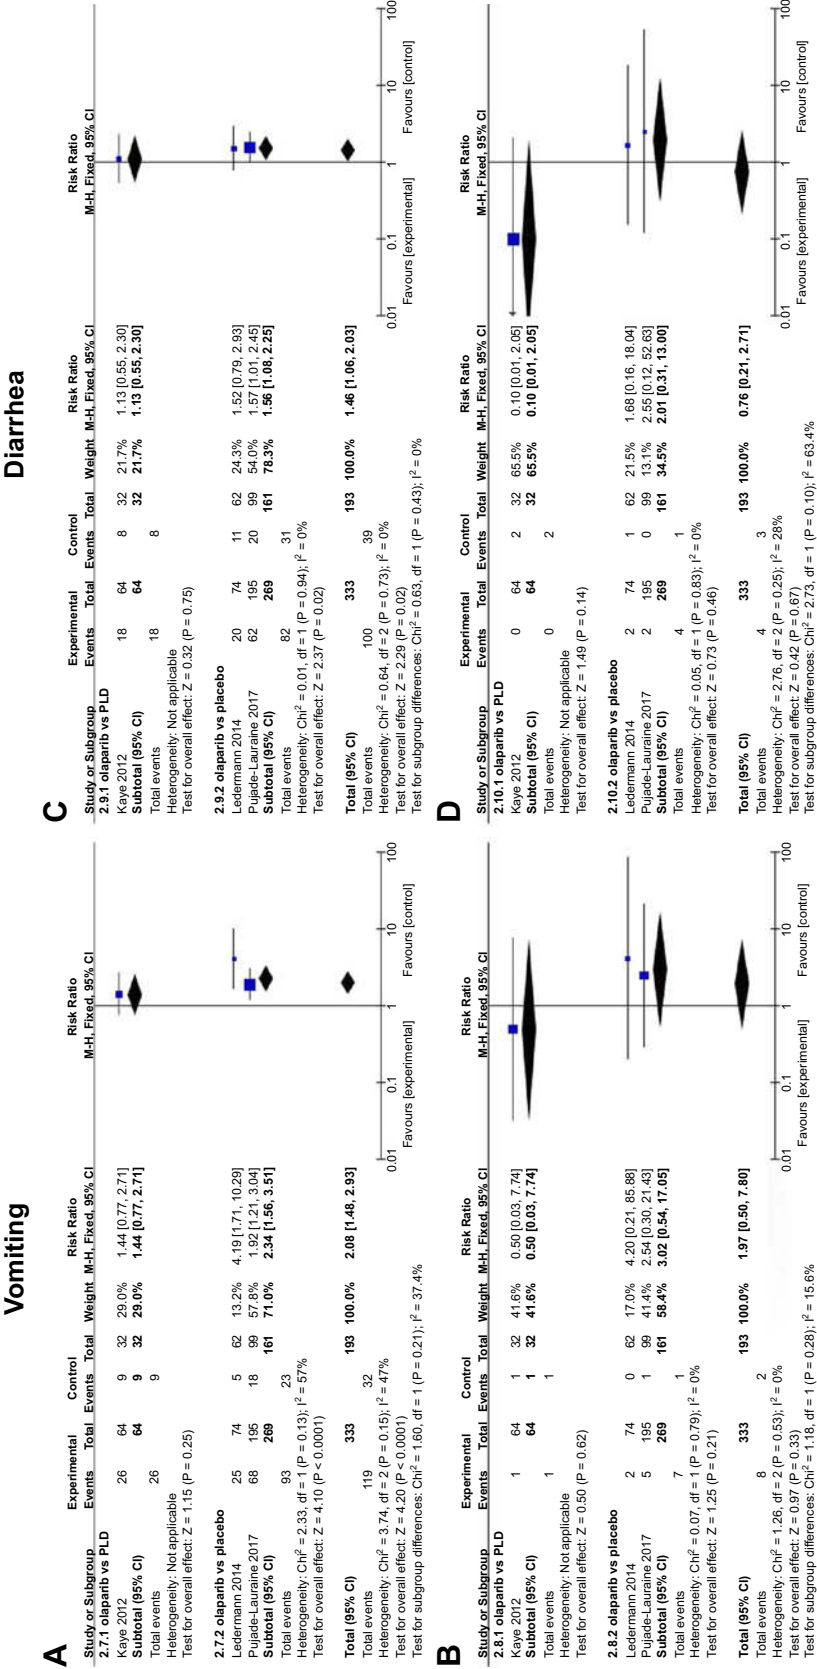 Vomiting
A
Experimental Control Risk Ratio Risk Ratio
Study or Subgroup Events Total Events Total Weight M-H, Fixed, 95% CI M-H, Fixed, 95% CI
2.7.1 olaparib vs PLD
Kaye 2012 26 64 9 32 29.0% 1.44 [0.77, 2.71]
Subtotal (95% CI) 64 9 32 29.0% 1.44 [0.77, 2.71]
Total events 26 9
Heterogeneity: Not applicable
Test for overall effect: Z = 1.15 (P = 0.25)
2.7.2 olaparib vs placebo
Ledermann 2014 25 74 5 62 13.2% 4.19 [1.71, 10.29]
Pujade-Lauraine 2017 68 195 18 99 57.8% 1.92 [1.21, 3.04]
Subtotal (95% CI) 269 161 71.0% 2.34 [1.56, 3.51]
Total events 93 23
Heterogeneity: Chi² = 2.33, df = 1 (P = 0.13); I² = 57%
Test for overall effect: Z = 4.10 (P < 0.0001)
Total (95% CI) 333 193 100.0% 2.08 [1.48, 2.93]
Total events 119 32
Heterogeneity: Chi² = 3.74, df = 2 (P = 0.15); I² = 47%
Test for overall effect: Z = 4.20 (P < 0.0001)
Test for subgroup differences: Chi² = 1.60, df = 1 (P = 0.21); I² = 37.4%
0.01 0.1 1 10 100
Favours [experimental] Favours [control]
B
Experimental Control Risk Ratio Risk Ratio
Study or Subgroup Events Total Events Total Weight M-H, Fixed, 95% CI M-H, Fixed, 95% CI
2.8.1 olaparib vs PLD
Kaye 2012 1 64 1 32 41.6% 0.50 [0.03, 7.74]
Subtotal (95% CI) 64 1 32 41.6% 0.50 [0.03, 7.74]
Total events 1 1
Heterogeneity: Not applicable
Test for overall effect: Z = 0.50 (P = 0.62)
2.8.2 olaparib vs placebo
Ledermann 2014 2 74 0 62 17.0% 4.20 [0.21, 85.88]
Pujade-Lauraine 2017 5 195 1 99 41.4% 2.54 [0.30, 21.43]
Subtotal (95% CI) 269 161 58.4% 3.02 [0.54, 17.05]
Total events 7 1
Heterogeneity: Chi² = 0.07, df = 1 (P = 0.79); I² = 0%
Test for overall effect: Z = 1.25 (P = 0.21)
Total (95% CI) 333 193 100.0% 1.97 [0.50, 7.80]
Total events 8 2
Heterogeneity: Chi² = 1.26, df = 2 (P = 0.53); I² = 0%
Test for overall effect: Z = 0.97 (P = 0.33)
Test for subgroup differences: Chi² = 1.18, df = 1 (P = 0.28); I² = 15.6%
0.01 0.1 1 10 100
Favours [experimental] Favours [control]
Diarrhea
C
Experimental Control Risk Ratio Risk Ratio
Study or Subgroup Events Total Events Total Weight M-H, Fixed, 95% CI M-H, Fixed, 95% CI
2.9.1 olaparib vs PLD
Kaye 2012 18 64 8 32 21.7% 1.13 [0.55, 2.30]
Subtotal (95% CI) 64 32 21.7% 1.13 [0.55, 2.30]
Total events 18 8
Heterogeneity: Not applicable
Test for overall effect: Z = 0.32 (P = 0.75)
2.9.2 olaparib vs placebo
Ledermann 2014 20 74 11 62 24.3% 1.52 [0.79, 2.93]
Pujade-Lauraine 2017 62 195 20 99 54.0% 1.57 [1.01, 2.45]
Subtotal (95% CI) 269 161 78.3% 1.56 [1.08, 2.25]
Total events 82 31
Heterogeneity: Chi² = 0.01, df = 1 (P = 0.94); I² = 0%
Test for overall effect: Z = 2.37 (P = 0.02)
Total (95% CI) 333 193 100.0% 1.46 [1.06, 2.03]
Total events 100 39
Heterogeneity: Chi² = 0.64, df = 2 (P = 0.73); I² = 0%
Test for overall effect: Z = 2.29 (P = 0.02)
Test for subgroup differences: Chi² = 0.63, df = 1 (P = 0.43); I² = 0%
0.01 0.1 1 10 100
Favours [experimental] Favours [control]
D
Experimental Control Risk Ratio Risk Ratio
Study or Subgroup Events Total Events Total Weight M-H, Fixed, 95% CI M-H, Fixed, 95% CI
2.10.1 olaparib vs PLD
Kaye 2012 0 64 2 32 65.5% 0.10 [0.01, 2.05]
Subtotal (95% CI) 64 32 65.5% 0.10 [0.01, 2.05]
Total events 0 2
Heterogeneity: Not applicable
Test for overall effect: Z = 1.49 (P = 0.14)
2.10.2 olaparib vs placebo
Ledermann 2014 2 74 1 62 21.5% 1.68 [0.16, 18.04]
Pujade-Lauraine 2017 2 195 0 99 13.1% 2.55 [0.12, 52.63]
Subtotal (95% CI) 269 161 34.5% 2.01 [0.31, 13.00]
Total events 4 1
Heterogeneity: Chi² = 0.05, df = 1 (P = 0.83); I² = 0%
Test for overall effect: Z = 0.73 (P = 0.46)
Total (95% CI) 333 193 100.0% 0.76 [0.21, 2.71]
Total events 4 3
Heterogeneity: Chi² = 2.76, df = 2 (P = 0.25); I² = 28%
Test for overall effect: Z = 0.42 (P = 0.67)
Test for subgroup differences: Chi² = 2.73, df = 1 (P = 0.10); I² = 63.4%
0.01 0.1 1 10 100
Favours [experimental] Favours [control]